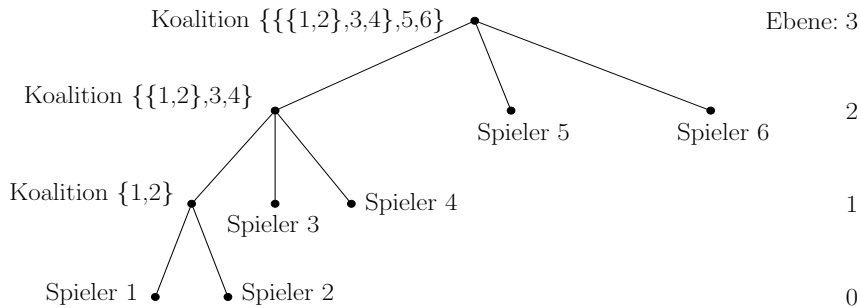 Koalition {{{1,2},3,4},5,6}
Ebene: 3
Koalition {{1,2},3,4}
2
Spieler 5
Spieler 6
Koalition {1,2}
Spieler 4
1
Spieler 3
Spieler 1
Spieler 2
0